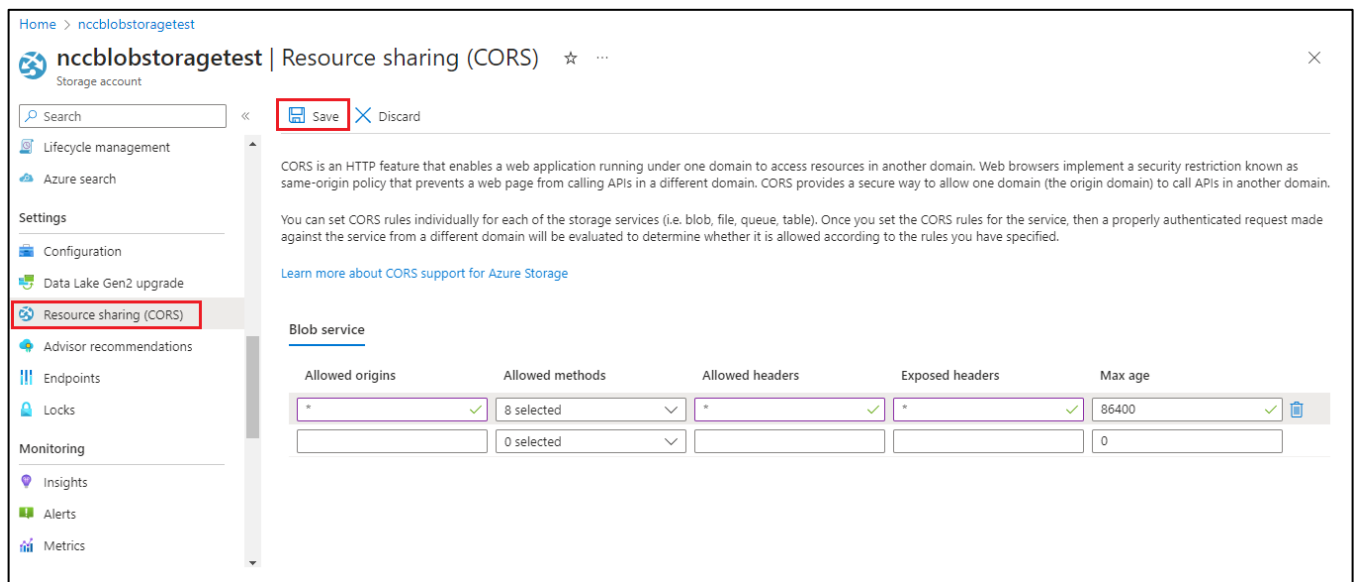 Home > nccblobstoragetest
nccblobstoragetest | Resource sharing (CORS) ☆ ···
Storage account
Search «
Save Discard
Lifecycle management
Azure search
Settings
Configuration
Data Lake Gen2 upgrade
Resource sharing (CORS)
Advisor recommendations
Endpoints
Locks
Monitoring
Insights
Alerts
Metrics
CORS is an HTTP feature that enables a web application running under one domain to access resources in another domain. Web browsers implement a security restriction known as
same-origin policy that prevents a web page from calling APIs in a different domain. CORS provides a secure way to allow one domain (the origin domain) to call APIs in another domain.
You can set CORS rules individually for each of the storage services (i.e. blob, file, queue, table). Once you set the CORS rules for the service, then a properly authenticated request made
against the service from a different domain will be evaluated to determine whether it is allowed according to the rules you have specified.
Learn more about CORS support for Azure Storage
Blob service
Allowed origins Allowed methods Allowed headers Exposed headers Max age
* 8 selected * * 86400
0 selected 0